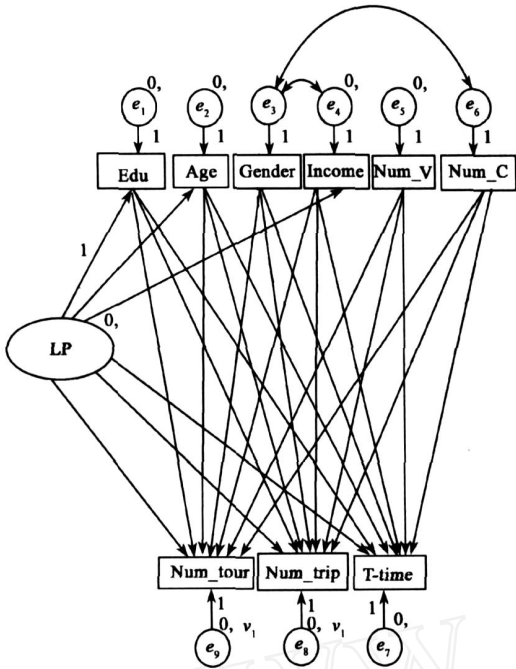 0, 0, 0, 0, 0,
e1 e2 e3 e4 e5 e6
1 1 1 1 1 1
Edu Age Gender Income Num_V Num_C
1
0,
LP
Num_tour Num_trip T-time
1 1 1
0, v1 0, v1 0,
e9 e8 e7